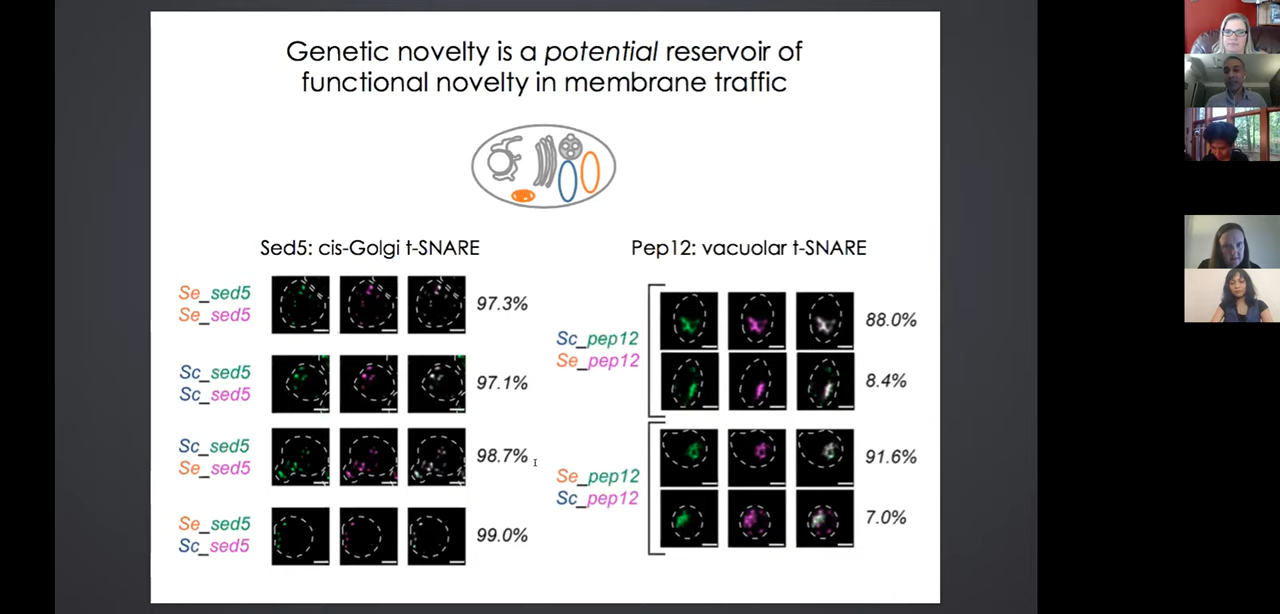 Genetic novelty is a potential reservoir of
functional novelty in membrane traffic
Sed5: cis-Golgi t-SNARE
Se_sed5
Se_sed5
97.3%
Sc_sed5
Sc_sed5
97.1%
Sc_sed5
Se_sed5
98.7%
Se_sed5
Sc_sed5
99.0%
Pep12: vacuolar t-SNARE
Sc_pep12
Se_pep12
88.0%
8.4%
Se_pep12
Sc_pep12
91.6%
7.0%